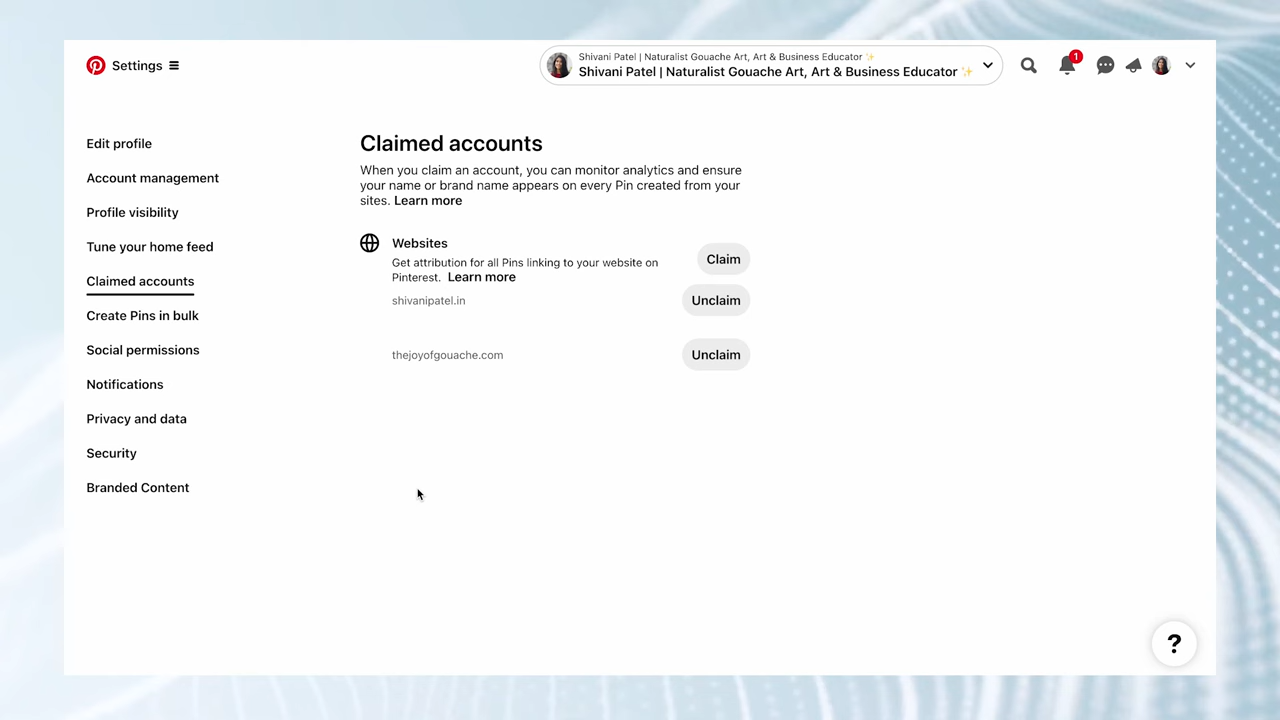 Settings
Shivani Patel | Naturalist Gouache Art, Art & Business Educator ✨
Shivani Patel | Naturalist Gouache Art, Art & Business Educator ✨
1
Edit profile
Account management
Profile visibility
Tune your home feed
Claimed accounts
Create Pins in bulk
Social permissions
Notifications
Privacy and data
Security
Branded Content
Claimed accounts
When you claim an account, you can monitor analytics and ensure
your name or brand name appears on every Pin created from your
sites. Learn more
Websites
Get attribution for all Pins linking to your website on
Pinterest. Learn more
Claim
shivanipatel.in
Unclaim
thejoyofgouache.com
Unclaim
?